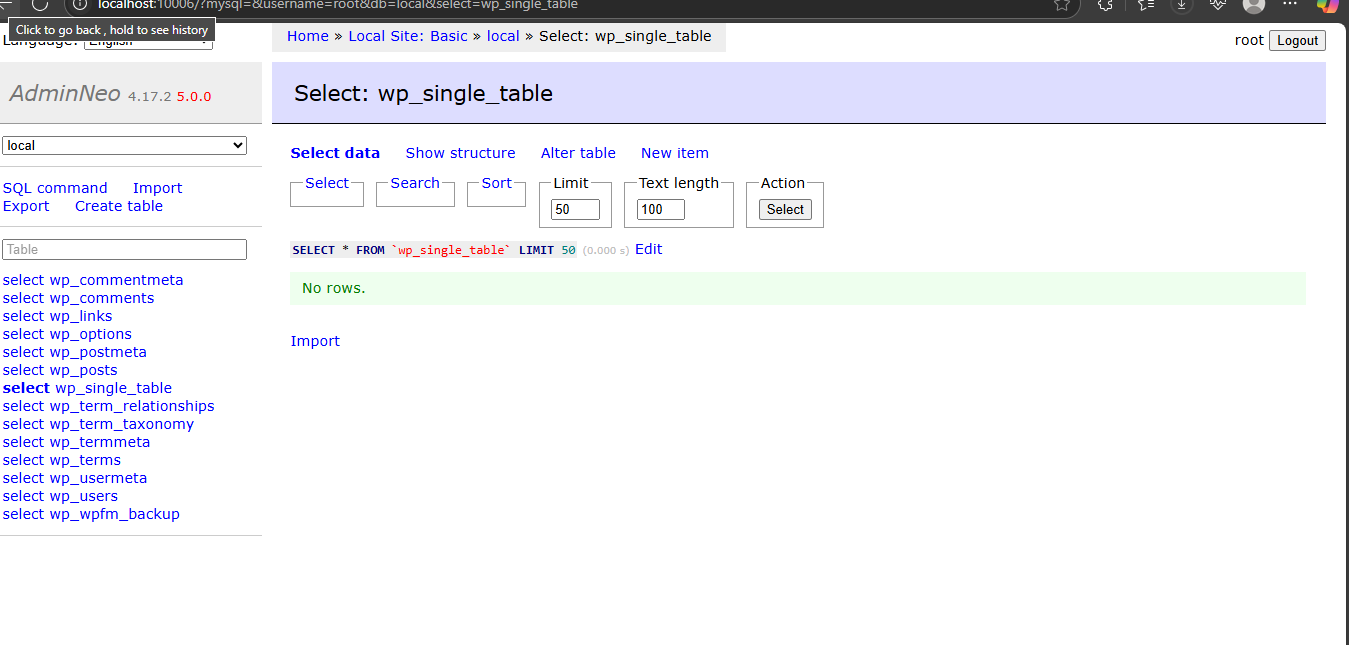 localhost:10006/?mysql=&username=root&db=local&select=wp_single_table
Click to go back , hold to see history
Language: English
Home » Local Site: Basic » local » Select: wp_single_table
root Logout
AdminNeo 4.17.2 5.0.0
Select: wp_single_table
local
Select data Show structure Alter table New item
SQL command Import
Export Create table
Select Search Sort Limit Text length Action
50 100 Select
Table
SELECT * FROM `wp_single_table` LIMIT 50 (0.000 s) Edit
No rows.
Import
select wp_commentmeta
select wp_comments
select wp_links
select wp_options
select wp_postmeta
select wp_posts
select wp_single_table
select wp_term_relationships
select wp_term_taxonomy
select wp_termmeta
select wp_terms
select wp_usermeta
select wp_users
select wp_wpfm_backup